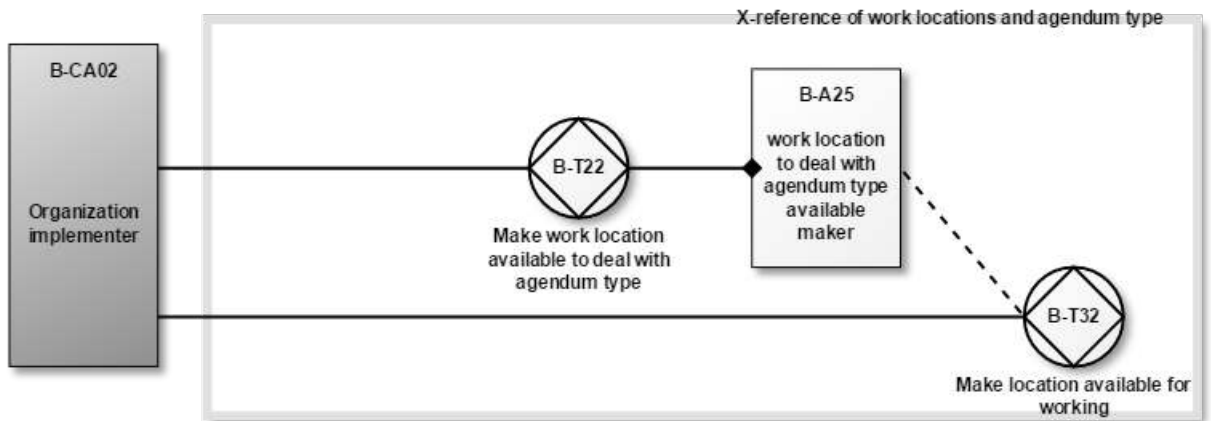 X-reference of work locations and agendum type
B-CA02
Organization
implementer
B-T22
Make work location
available to deal with
agendum type
B-A25
work location
to deal with
agendum type
available
maker
B-T32
Make location available for
working